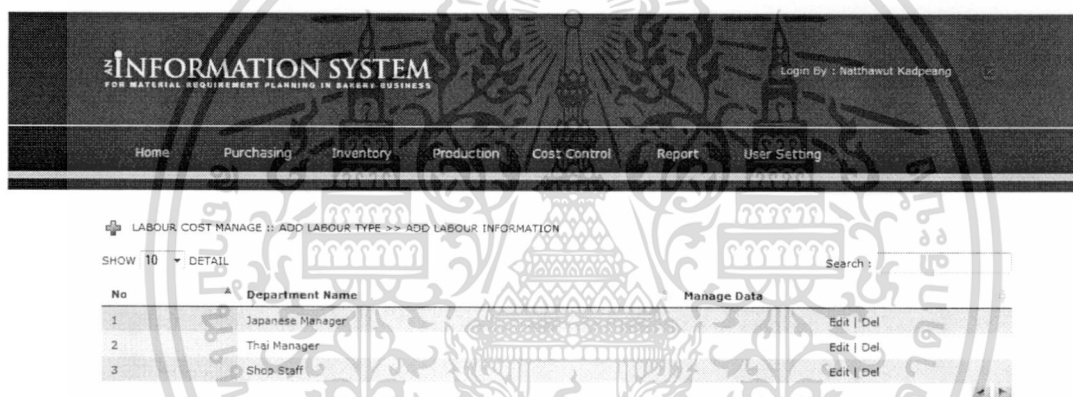 AN INFORMATION SYSTEM
FOR MATERIAL REQUIREMENT PLANNING IN BAKERY BUSINESS
Login By : Natthawut Kadpeang
Home Purchasing Inventory Production Cost Control Report User Setting
LABOUR COST MANAGE :: ADD LABOUR TYPE >> ADD LABOUR INFORMATION
SHOW 10 DETAIL Search :
No Department Name Manage Data
1 Japanese Manager Edit | Del
2 Thai Manager Edit | Del
3 Shop Staff Edit | Del